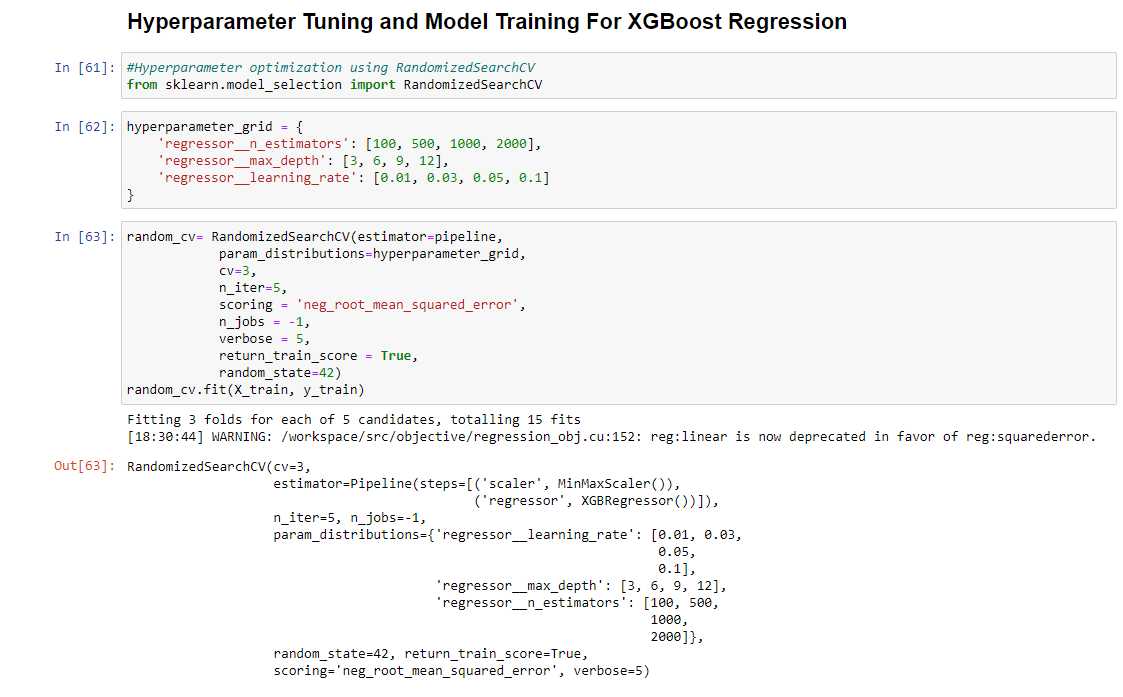 Hyperparameter Tuning and Model Training For XGBoost Regression
In [61]: #Hyperparameter optimization using RandomizedSearchCV
from sklearn.model_selection import RandomizedSearchCV
In [62]: hyperparameter_grid = {
'regressor__n_estimators': [100, 500, 1000, 2000],
'regressor__max_depth': [3, 6, 9, 12],
'regressor__learning_rate': [0.01, 0.03, 0.05, 0.1]
}
In [63]: random_cv= RandomizedSearchCV(estimator=pipeline,
param_distributions=hyperparameter_grid,
cv=3,
n_iter=5,
scoring = 'neg_root_mean_squared_error',
n_jobs = -1,
verbose = 5,
return_train_score = True,
random_state=42)
random_cv.fit(X_train, y_train)
Fitting 3 folds for each of 5 candidates, totalling 15 fits
[18:30:44] WARNING: /workspace/src/objective/regression_obj.cu:152: reg:linear is now deprecated in favor of reg:squarederror.
Out[63]: RandomizedSearchCV(cv=3,
estimator=Pipeline(steps=[('scaler', MinMaxScaler()),
('regressor', XGBRegressor())]),
n_iter=5, n_jobs=-1,
param_distributions={'regressor__learning_rate': [0.01, 0.03,
0.05,
0.1],
'regressor__max_depth': [3, 6, 9, 12],
'regressor__n_estimators': [100, 500,
1000,
2000]},
random_state=42, return_train_score=True,
scoring='neg_root_mean_squared_error', verbose=5)